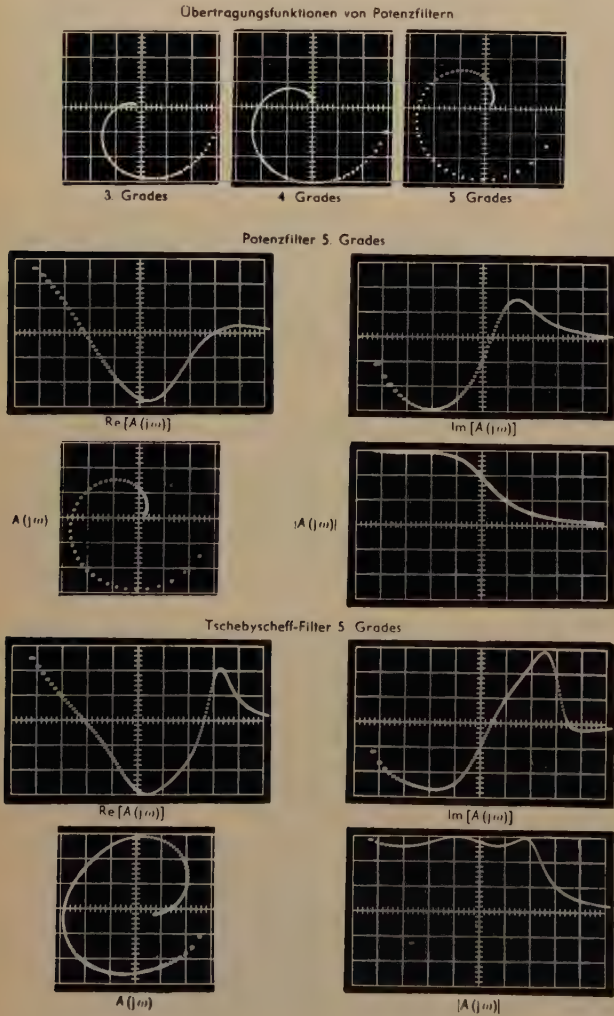 Übertragungsfunktionen von Potenzfiltern
3. Grades
4 Grades
5 Grades
Potenzfilter 5. Grades
Re [A (jω)]
Im [A (jω)]
A (jω)
|A (jω)|
Tschebyscheff-Filter 5 Grades
Re [A (jω)]
Im [A (jω)]
A (jω)
|A (jω)|